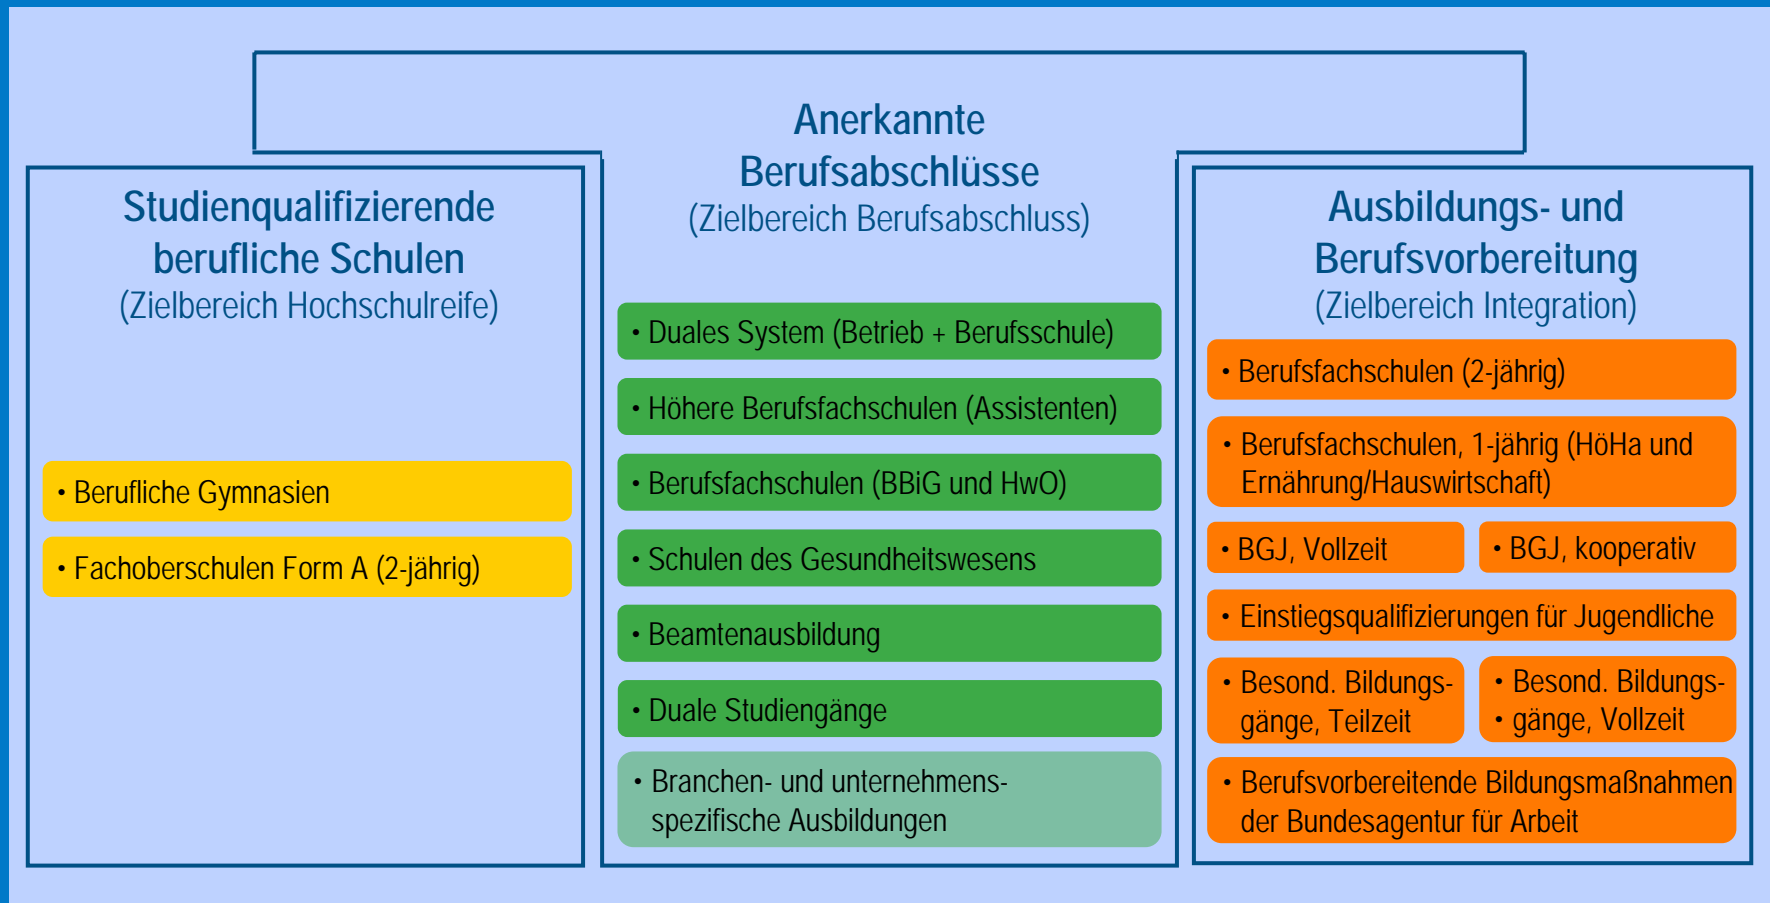 Studienqualifizierende
berufliche Schulen
(Zielbereich Hochschulreife)
• Berufliche Gymnasien
• Fachoberschulen Form A (2-jährig)
Anerkannte
Berufsabschlüsse
(Zielbereich Berufsabschluss)
• Duales System (Betrieb + Berufsschule)
• Höhere Berufsfachschulen (Assistenten)
• Berufsfachschulen (BBiG und HwO)
• Schulen des Gesundheitswesens
• Beamtenausbildung
• Duale Studiengänge
• Branchen- und unternehmens-
spezifische Ausbildungen
Ausbildungs- und
Berufsvorbereitung
(Zielbereich Integration)
• Berufsfachschulen (2-jährig)
• Berufsfachschulen, 1-jährig (HöHa und
Ernährung/Hauswirtschaft)
• BGJ, Vollzeit
• BGJ, kooperativ
• Einstiegsqualifizierungen für Jugendliche
• Besond. Bildungs-
gänge, Teilzeit
• Besond. Bildungs-
• gänge, Vollzeit
• Berufsvorbereitende Bildungsmaßnahmen
der Bundesagentur für Arbeit